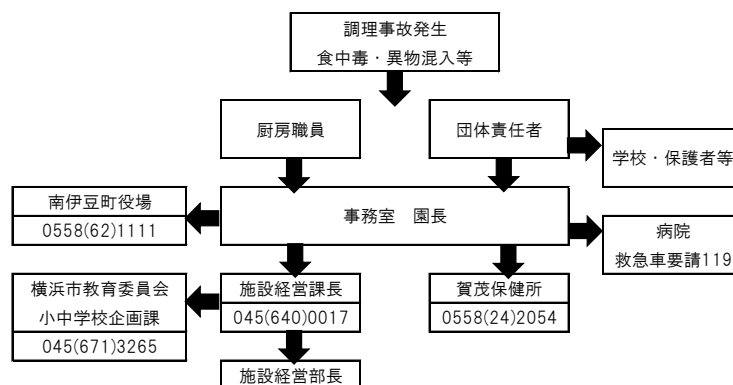 調理事故発生
食中毒・異物混入等
厨房職員
団体責任者
学校・保護者等
南伊豆町役場
0558(62)1111
事務室　園長
病院
救急車要請119
横浜市教育委員会
小中学校企画課
045(671)3265
施設経営課長
045(640)0017
賀茂保健所
0558(24)2054
施設経営部長